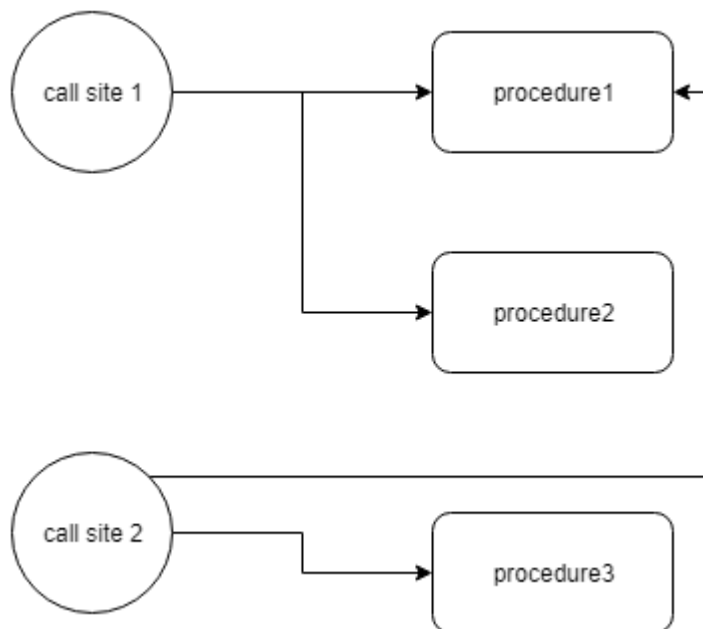 call site 1
procedure1
procedure2
call site 2
procedure3